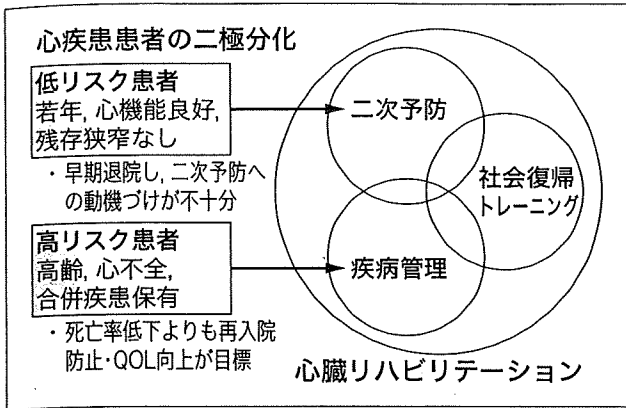 心疾患患者の二極分化
低リスク患者
若年, 心機能良好,
残存狭窄なし
・早期退院し, 二次予防へ
の動機づけが不十分
高リスク患者
高齢, 心不全,
合併疾患保有
・死亡率低下よりも再入院
防止・QOL向上が目標
二次予防
社会復帰
トレーニング
疾病管理
心臓リハビリテーション